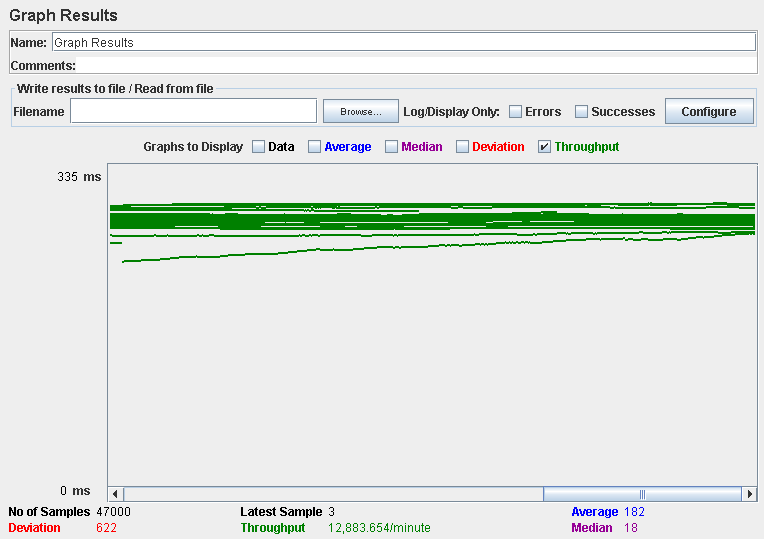 Graph Results
Name: Graph Results
Comments:
Write results to file / Read from file
Filename Browse... Log/Display Only: Errors Successes Configure
Graphs to Display Data Average Median Deviation Throughput
335 ms
0 ms
No of Samples 47000 Latest Sample 3 Average 182
Deviation 622 Throughput 12,883.654/minute Median 18